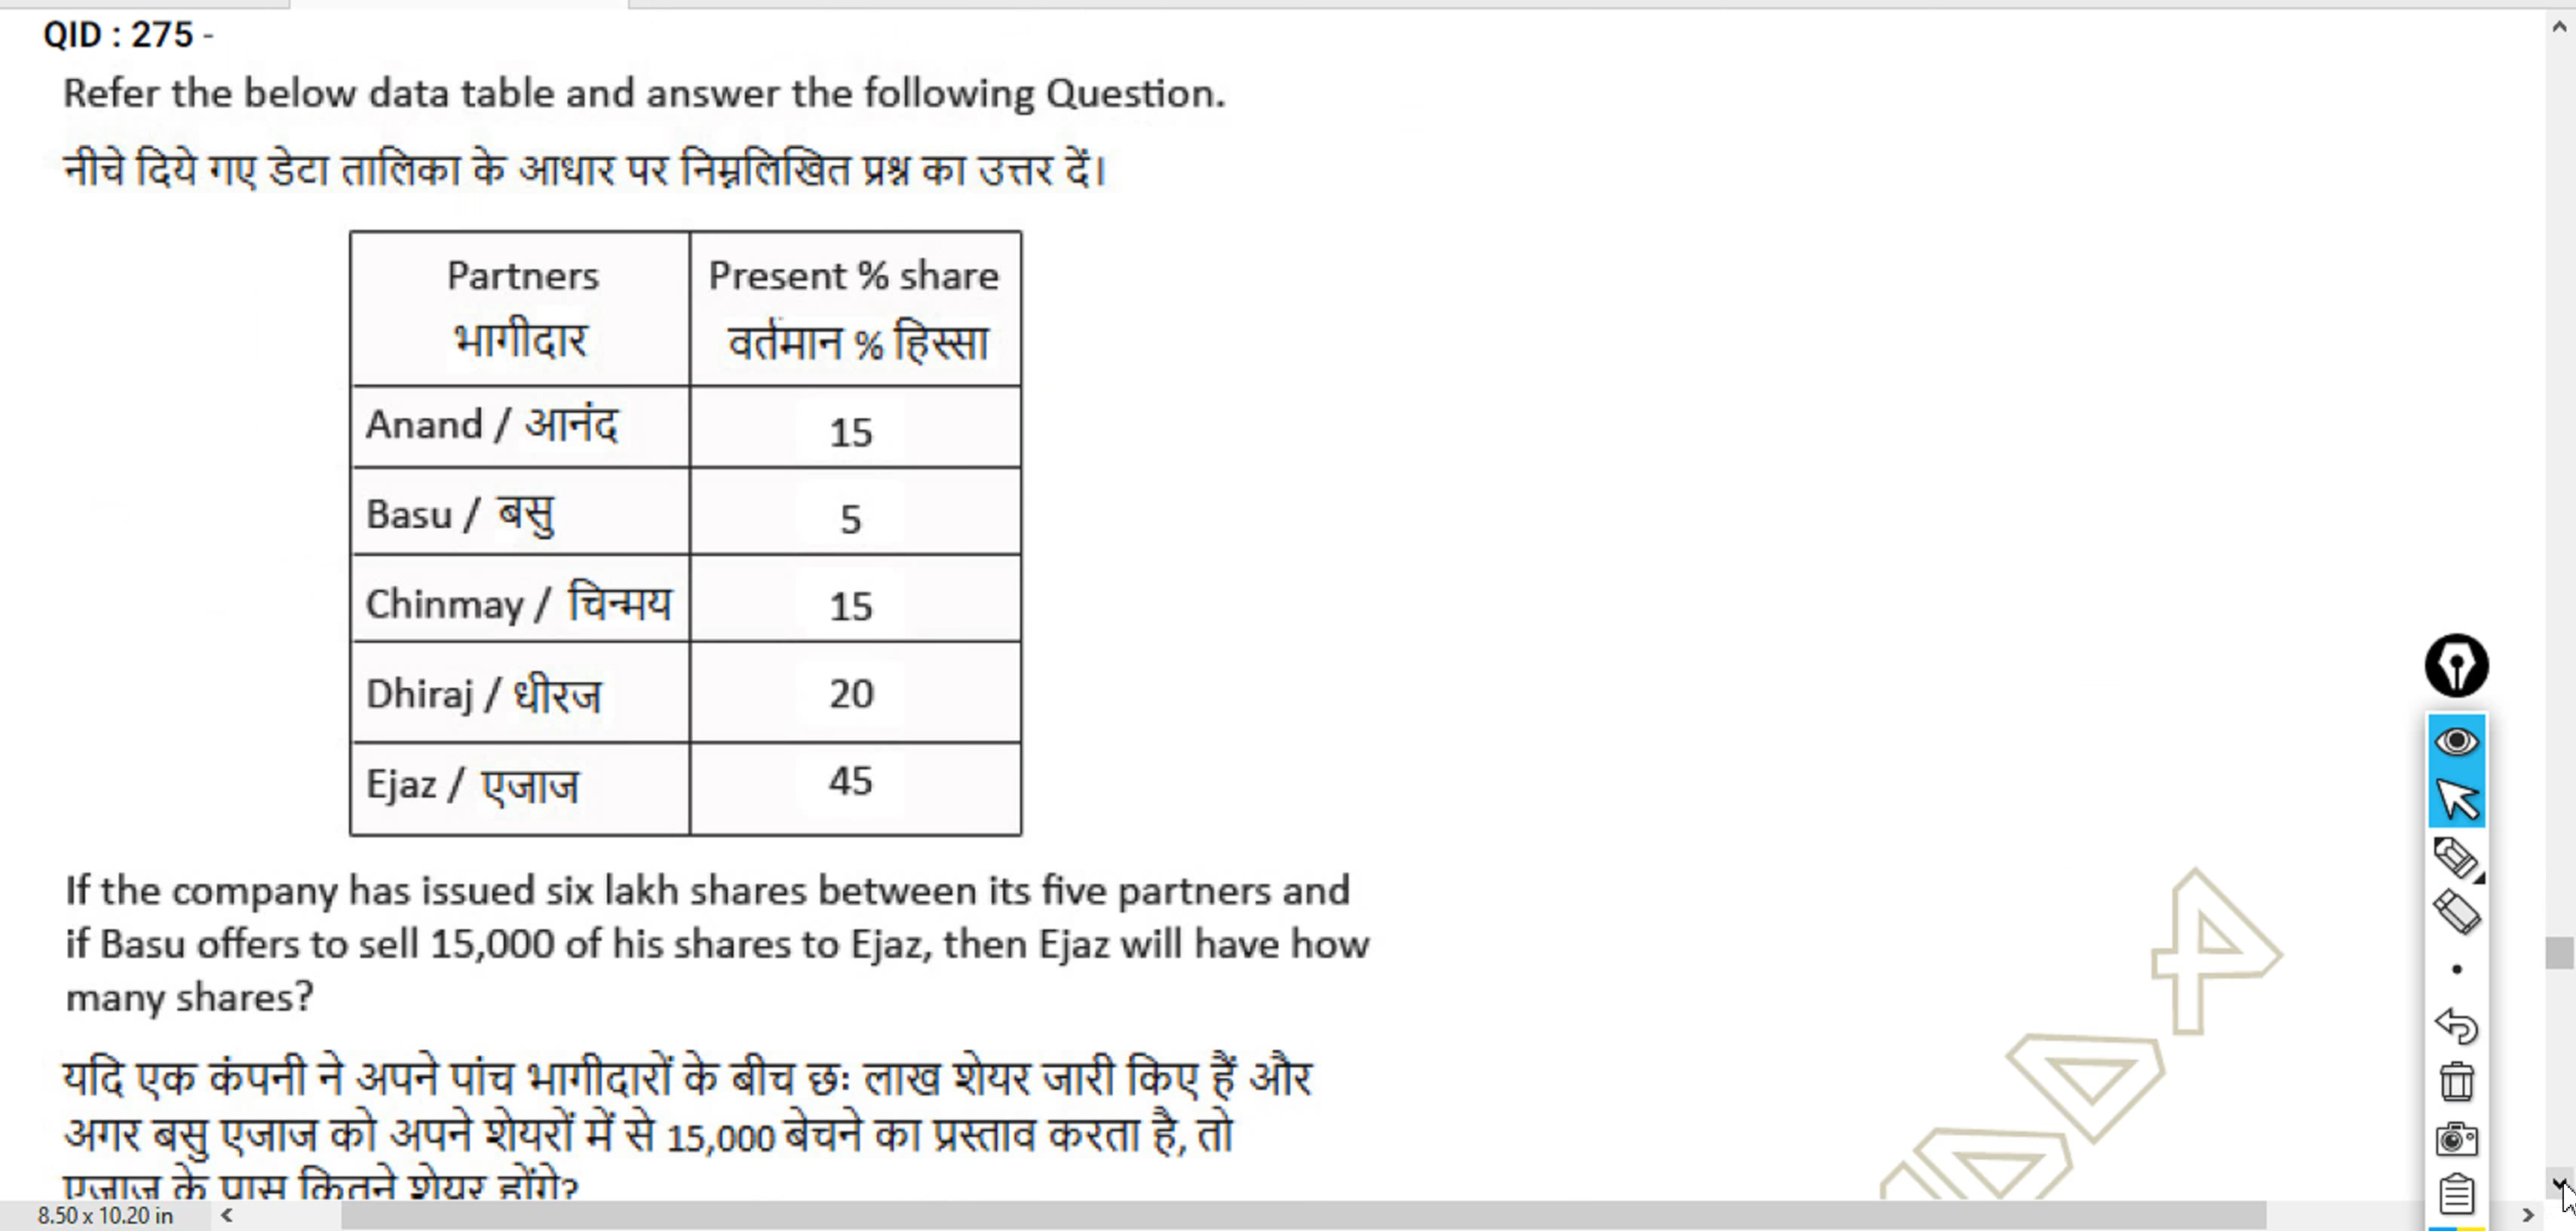 QID : 275 -
Refer the below data table and answer the following Question.
नीचे दिये गए डेटा तालिका के आधार पर निम्नलिखित प्रश्न का उत्तर दें।
Partners Present % share
भागीदार वर्तमान % हिस्सा
Anand / आनंद 15
Basu / बसु 5
Chinmay / चिन्मय 15
Dhiraj / धीरज 20
Ejaz / एजाज 45
If the company has issued six lakh shares between its five partners and
if Basu offers to sell 15,000 of his shares to Ejaz, then Ejaz will have how
many shares?
यदि एक कंपनी ने अपने पांच भागीदारों के बीच छः लाख शेयर जारी किए हैं और
अगर बसु एजाज को अपने शेयरों में से 15,000 बेचने का प्रस्ताव करता है, तो
एजाज के पास कितने शेयर होंगे?
8.50 x 10.20 in